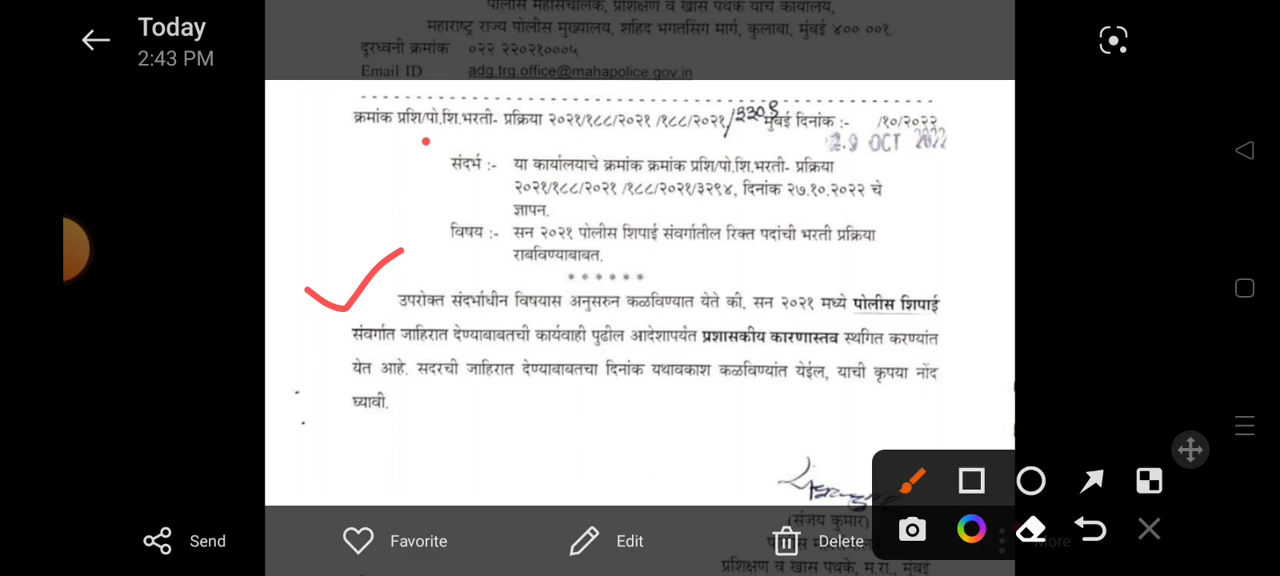 Today
2:43 PM
पोलीस महासंचालक, प्रशिक्षण व खास पथक यांचे कार्यालय,
महाराष्ट्र राज्य पोलीस मुख्यालय, शहिद भगतसिंग मार्ग, कुलाबा, मुंबई ४०० ००१.
दूरध्वनी क्रमांक ०२२ २२०२१०००५
Email ID adg.trg.office@mahapolice.gov.in
क्रमांक प्रशि/पो.शि.भरती- प्रक्रिया २०२१/१८८/२०२१ /१८८/२०२१/ मुंबई दिनांक :- /१०/२०२२
OCT 2022
संदर्भ :- या कार्यालयाचे क्रमांक क्रमांक प्रशि/पो.शि.भरती- प्रक्रिया
२०२१/१८८/२०२१ /१८८/२०२१/३२९४, दिनांक २७.१०.२०२२ चे
ज्ञापन.
विषय :- सन २०२१ पोलीस शिपाई संवर्गातील रिक्त पदांची भरती प्रक्रिया
राबविण्याबाबत.
******
उपरोक्त संदर्भाधीन विषयास अनुसरुन कळविण्यात येते की, सन २०२१ मध्ये पोलीस शिपाई
संवर्गात जाहिरात देण्याबाबतची कार्यवाही पुढील आदेशापर्यंत प्रशासकीय कारणास्तव स्थगित करण्यांत
येत आहे. सदरची जाहिरात देण्याबाबतचा दिनांक यथावकाश कळविण्यांत येईल, याची कृपया नोंद
घ्यावी.
(संजय कुमार)
प्रशिक्षण व खास पथके, म.रा., मुंबई
Send
Favorite
Edit
Delete
More